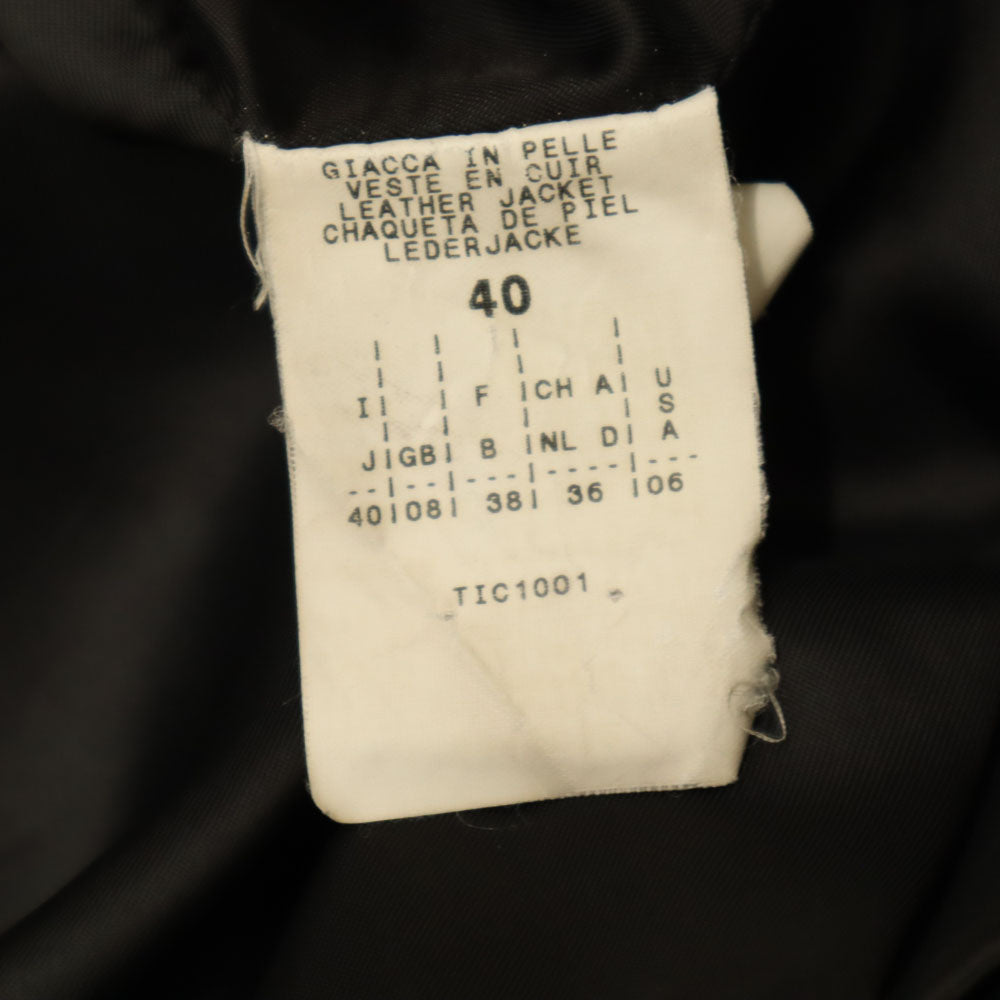 GIACCA IN PELLE
VESTE EN CUIR
LEATHER JACKET
CHAQUETA DE PIEL
LEDERJACKE
40
I | | F | CH A | U
S
J | GB | B | NL D | A
--|--|---|----|---
40|08| 38| 36 |06
TIC1001